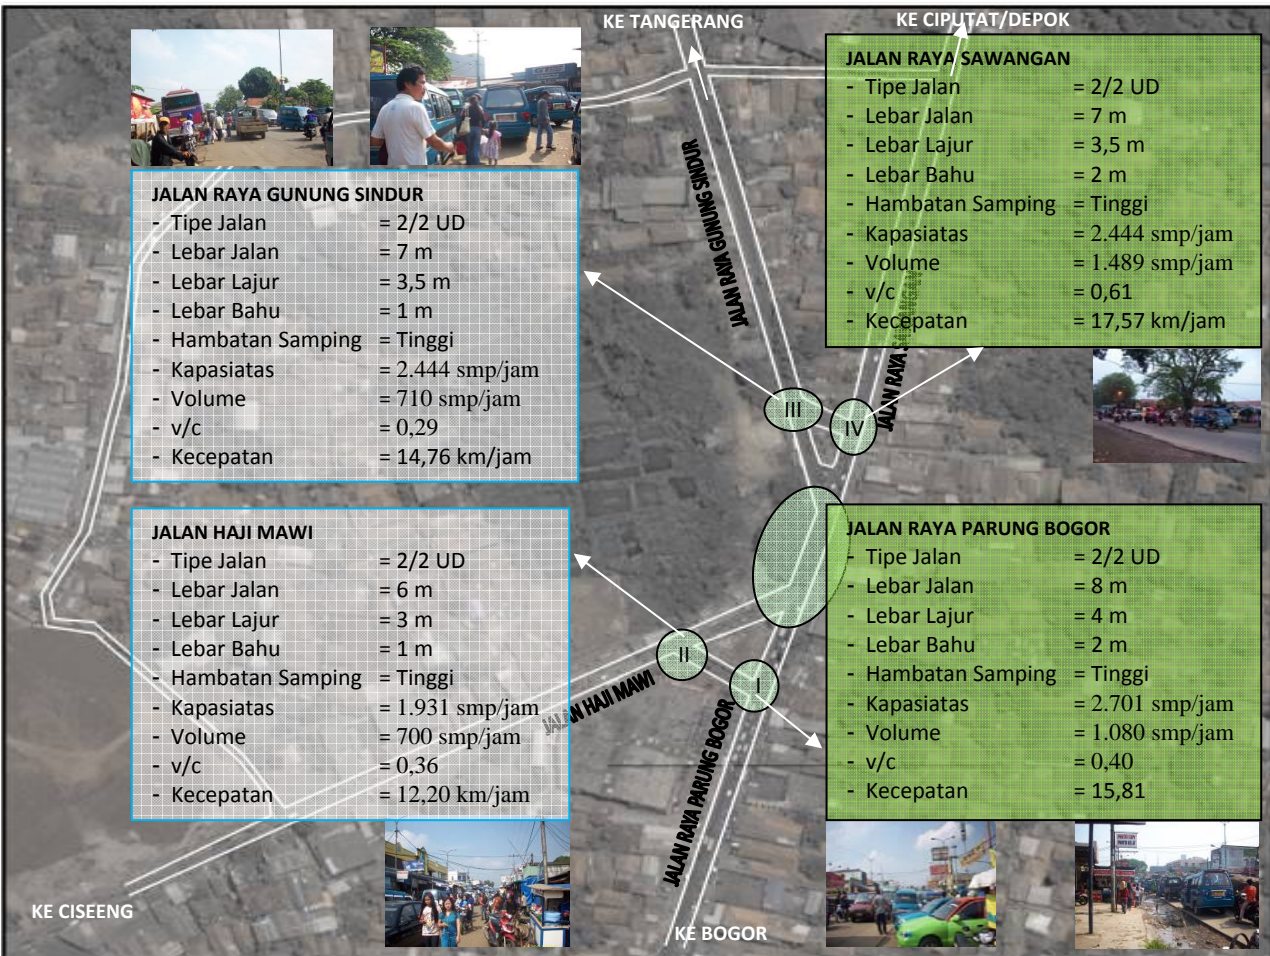 KE TANGERANG
KE CIPUTAT/DEPOK
JALAN RAYA SAWANGAN
- Tipe Jalan = 2/2 UD
- Lebar Jalan = 7 m
- Lebar Lajur = 3,5 m
- Lebar Bahu = 2 m
- Hambatan Samping = Tinggi
- Kapasiatas = 2.444 smp/jam
- Volume = 1.489 smp/jam
- v/c = 0,61
- Kecepatan = 17,57 km/jam
JALAN RAYA GUNUNG SINDUR
- Tipe Jalan = 2/2 UD
- Lebar Jalan = 7 m
- Lebar Lajur = 3,5 m
- Lebar Bahu = 1 m
- Hambatan Samping = Tinggi
- Kapasiatas = 2.444 smp/jam
- Volume = 710 smp/jam
- v/c = 0,29
- Kecepatan = 14,76 km/jam
JALAN RAYA GUNUNG SINDUR
JALAN RAYA SAWANGAN
III
IV
JALAN HAJI MAWI
- Tipe Jalan = 2/2 UD
- Lebar Jalan = 6 m
- Lebar Lajur = 3 m
- Lebar Bahu = 1 m
- Hambatan Samping = Tinggi
- Kapasiatas = 1.931 smp/jam
- Volume = 700 smp/jam
- v/c = 0,36
- Kecepatan = 12,20 km/jam
JALAN RAYA PARUNG BOGOR
- Tipe Jalan = 2/2 UD
- Lebar Jalan = 8 m
- Lebar Lajur = 4 m
- Lebar Bahu = 2 m
- Hambatan Samping = Tinggi
- Kapasiatas = 2.701 smp/jam
- Volume = 1.080 smp/jam
- v/c = 0,40
- Kecepatan = 15,81
II
I
JALAN HAJI MAWI
JALAN RAYA PARUNG BOGOR
KE CISEENG
KE BOGOR